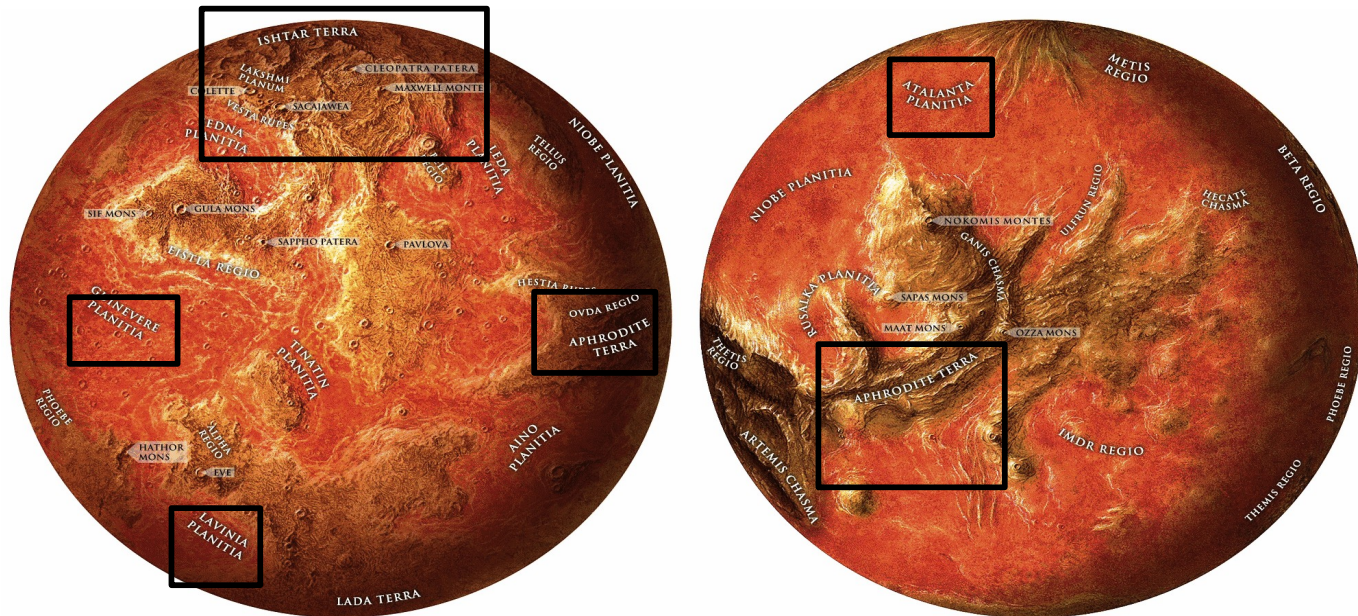 ISHTAR TERRA
CLEOPATRA PATERA
LAKSHMI
PLANUM
COLETTE
MAXWELL MONTE
SACAJAWEA
VESTA RUPES
SEDNA
PLANITIA
BELL
REGIO
LEDA
PLANITIA
TELLUS
REGIO
NIOBE PLANITIA
SIF MONS
GULA MONS
SAPPHO PATERA
PAVLOVA
EISTLA REGIO
HESTIA RUPES
GUINEVERE
PLANITIA
OVDA REGIO
APHRODITE
TERRA
TINATIN
PLANITIA
PHOEBE
REGIO
ALPHA
REGIO
HATHOR
MONS
EVE
AINO
PLANITIA
LAVINIA
PLANITIA
LADA TERRA
METIS
REGIO
ATALANTA
PLANITIA
NIOBE PLANITIA
BETA REGIO
ULFRUN REGIO
HECATE
CHASMA
NOKOMIS MONTES
GANIS CHASMA
RUSALKA PLANITIA
SAPAS MONS
MAAT MONS
OZZA MONS
THETIS
REGIO
APHRODITE TERRA
PHOEBE REGIO
IMDR REGIO
ARTEMIS CHASMA
THEMIS REGIO